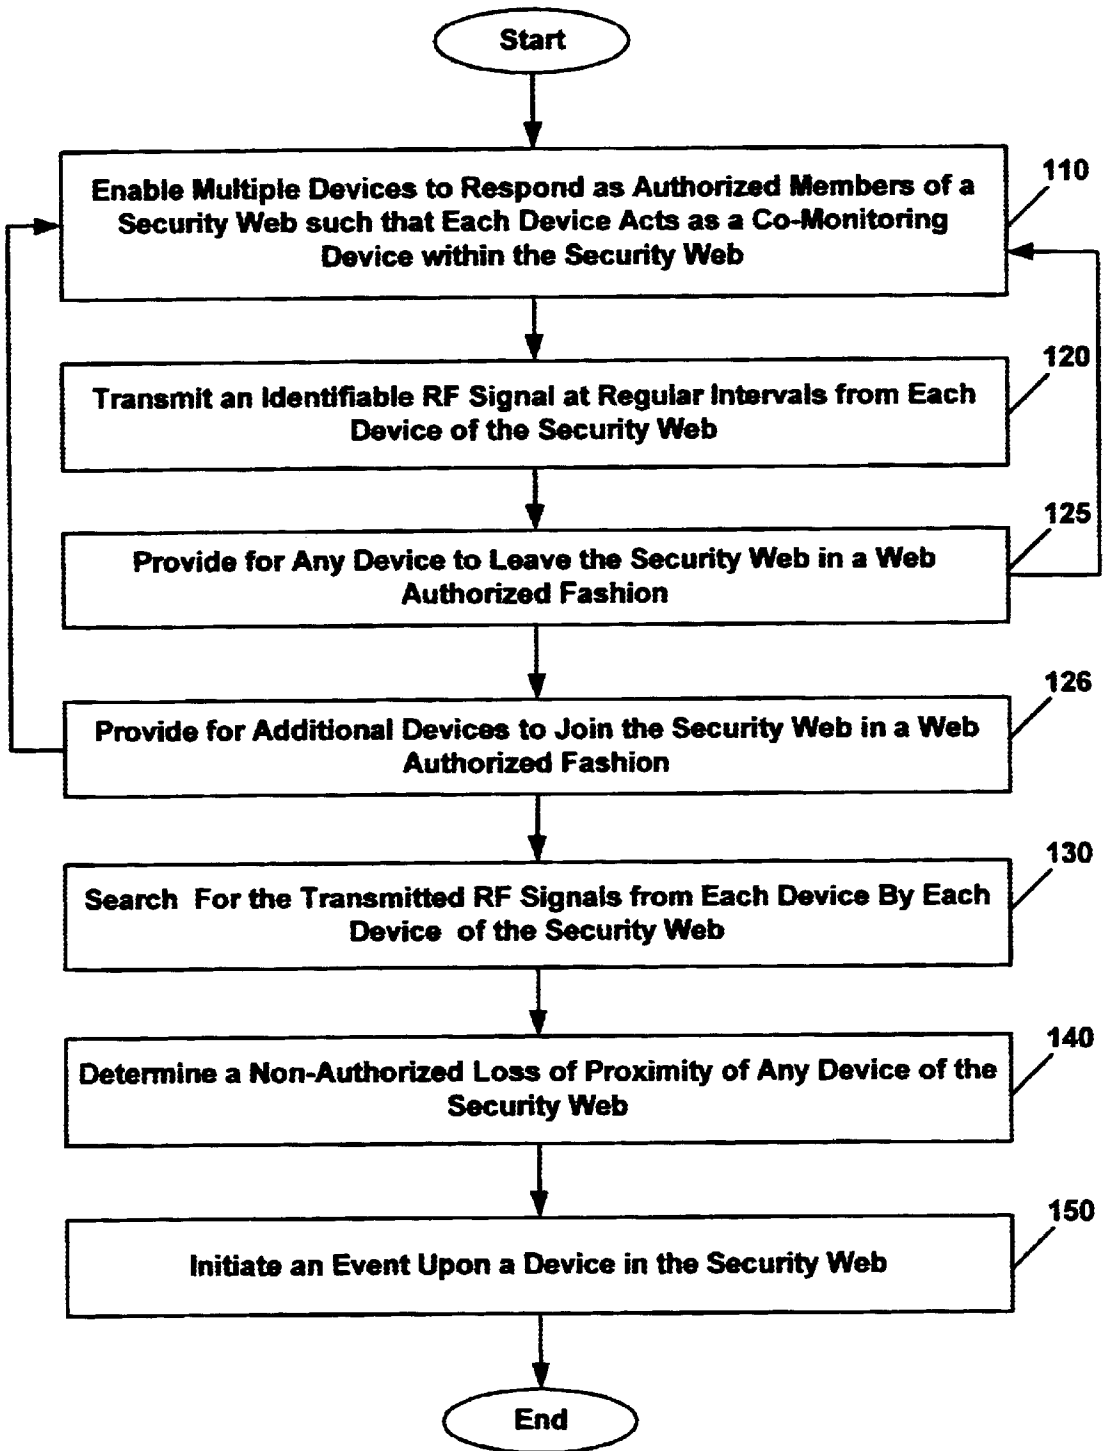 Start
110
Enable Multiple Devices to Respond as Authorized Members of a
Security Web such that Each Device Acts as a Co-Monitoring
Device within the Security Web
120
Transmit an Identifiable RF Signal at Regular Intervals from Each
Device of the Security Web
125
Provide for Any Device to Leave the Security Web in a Web
Authorized Fashion
126
Provide for Additional Devices to Join the Security Web in a Web
Authorized Fashion
130
Search For the Transmitted RF Signals from Each Device By Each
Device of the Security Web
140
Determine a Non-Authorized Loss of Proximity of Any Device of the
Security Web
150
Initiate an Event Upon a Device in the Security Web
End